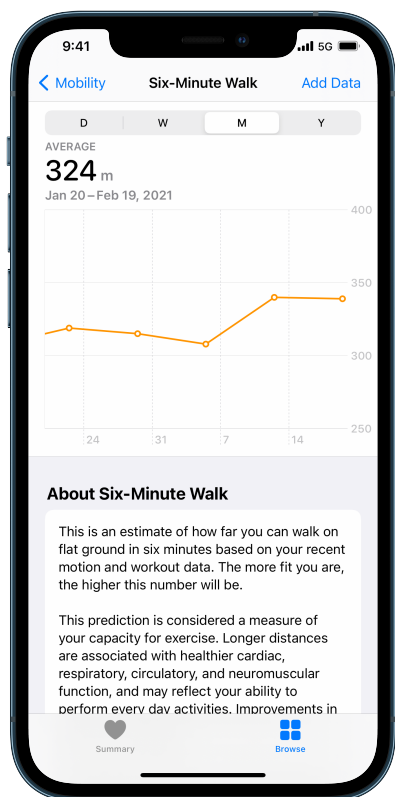 9:41
5G
Mobility
Six-Minute Walk
Add Data
D
W
M
Y
AVERAGE
324 m
Jan 20–Feb 19, 2021
400
350
300
250
24
31
7
14
About Six-Minute Walk
This is an estimate of how far you can walk on
flat ground in six minutes based on your recent
motion and workout data. The more fit you are,
the higher this number will be.
This prediction is considered a measure of
your capacity for exercise. Longer distances
are associated with healthier cardiac,
respiratory, circulatory, and neuromuscular
function, and may reflect your ability to
perform every day activities. Improvements in
Summary
Browse